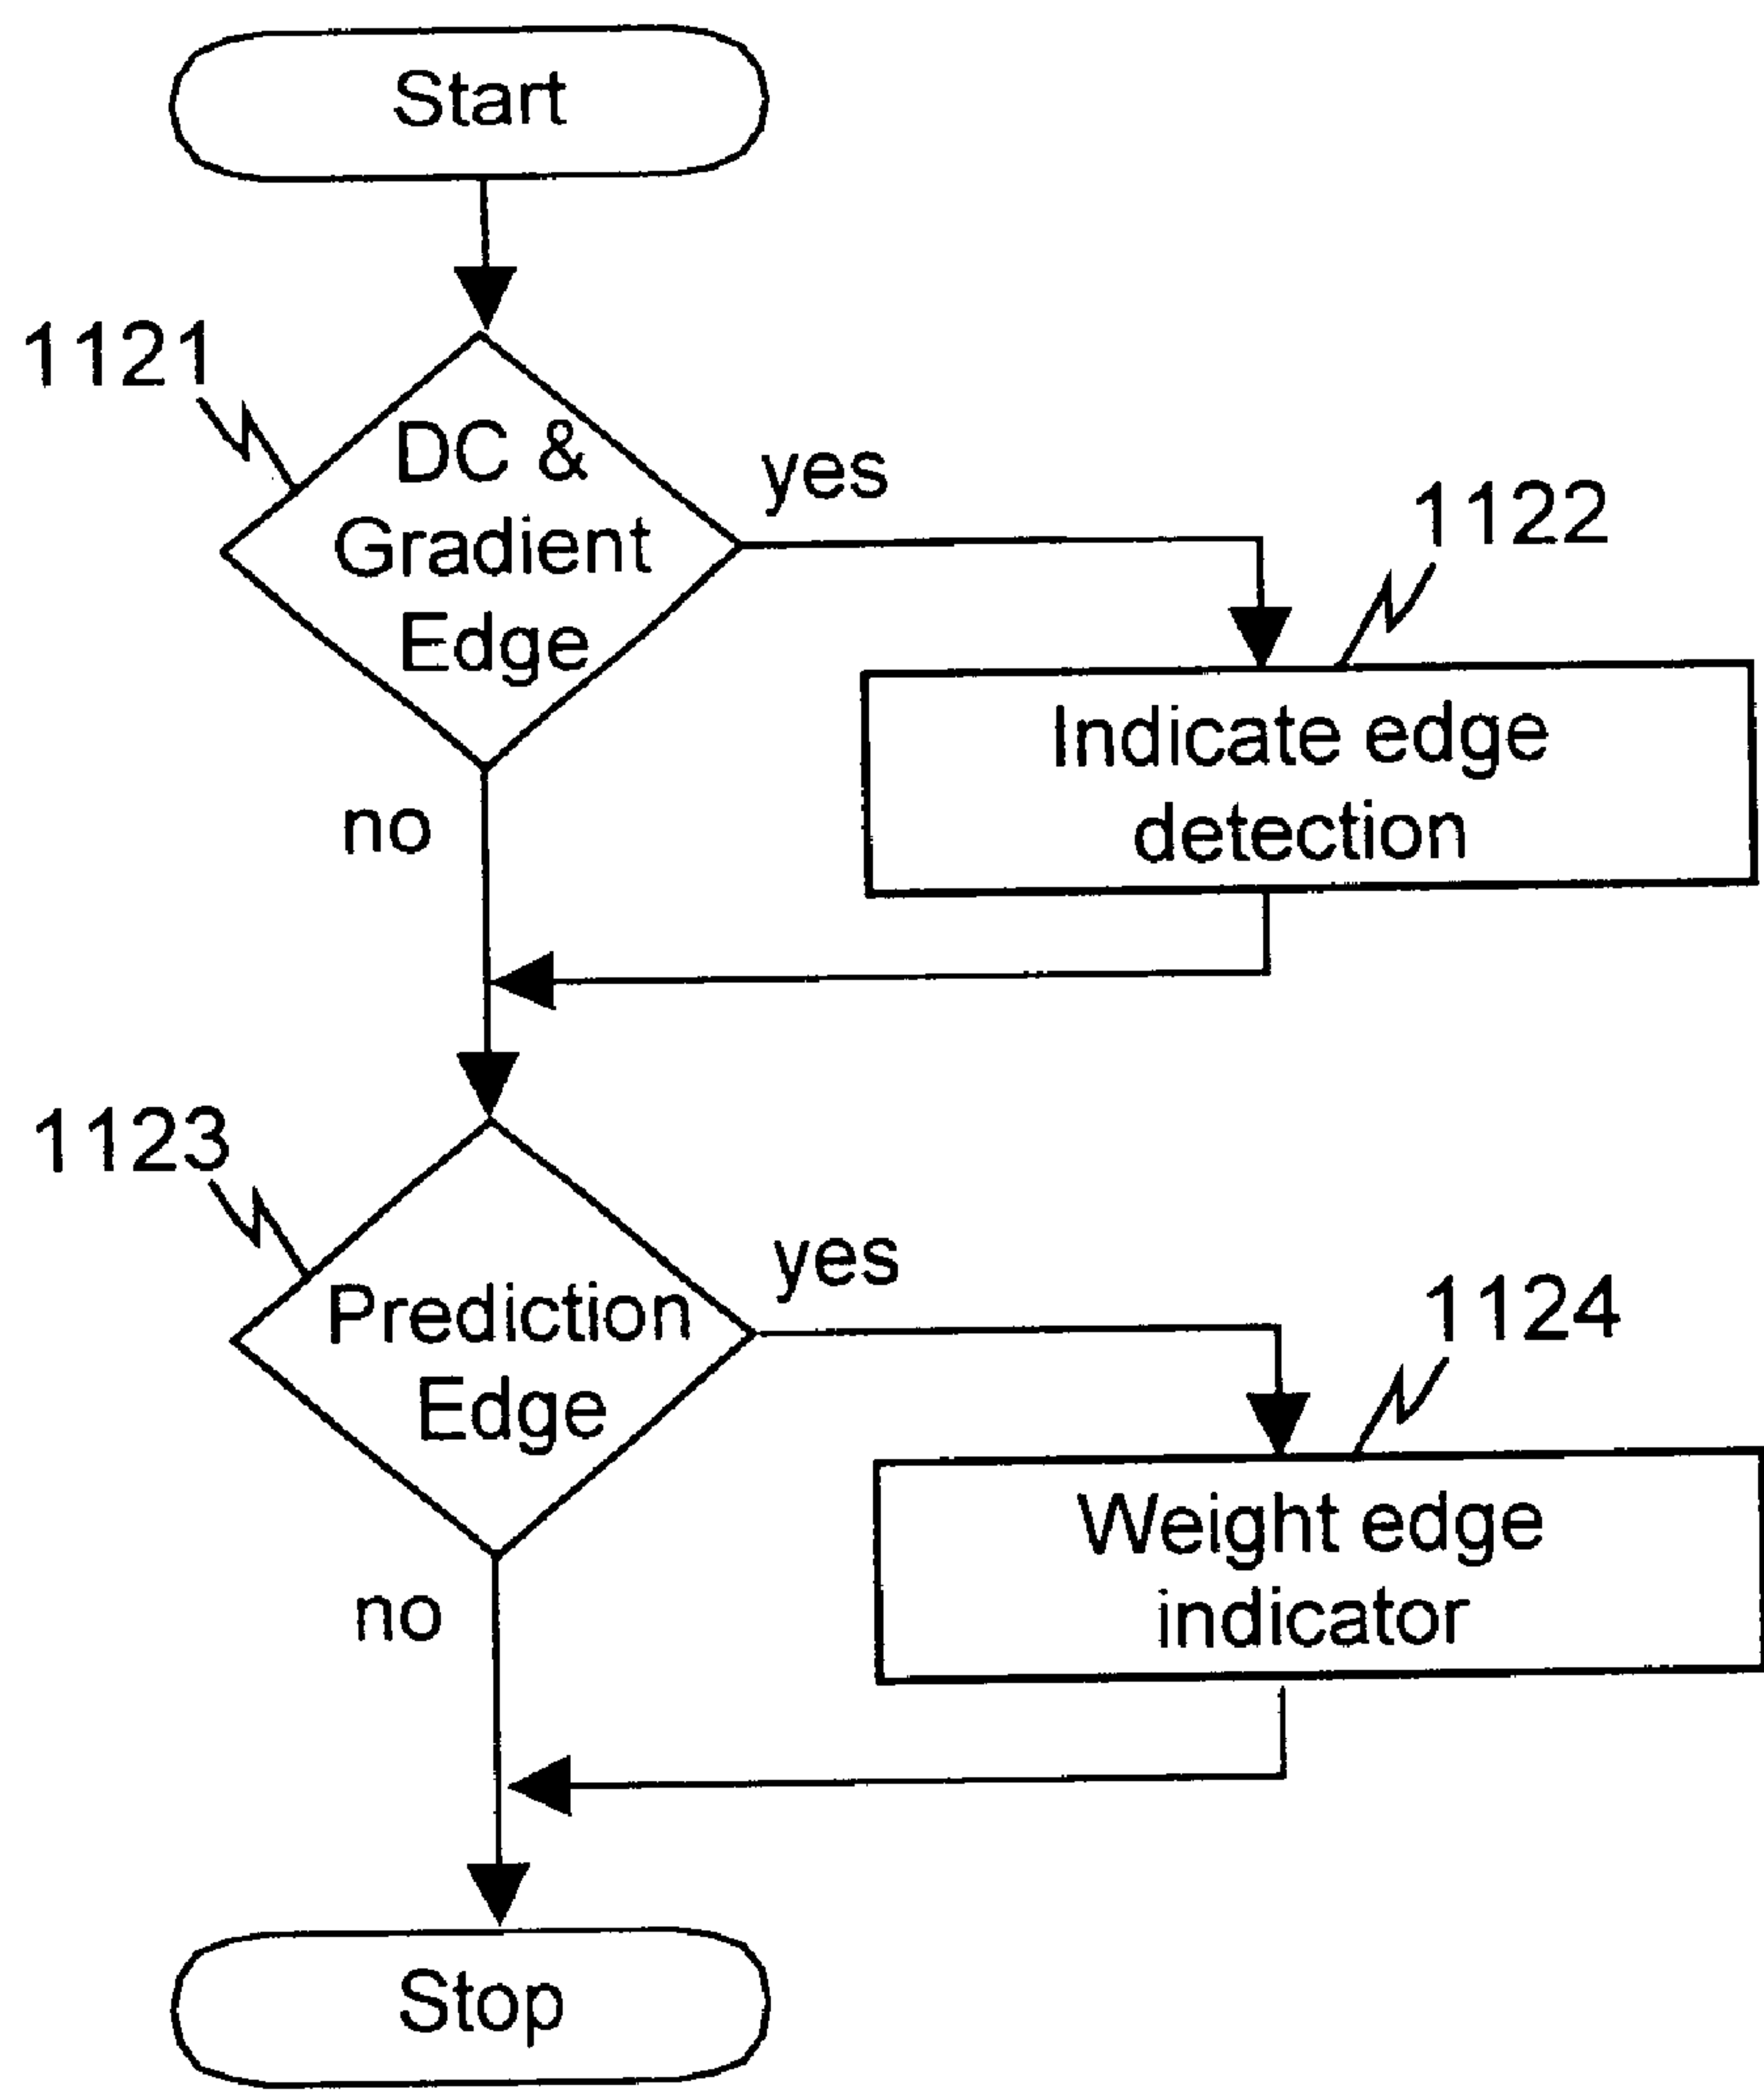 Start
1121
DC &
Gradient
Edge
yes
1122
Indicate edge
detection
no
1123
Prediction
Edge
yes
1124
Weight edge
indicator
no
Stop